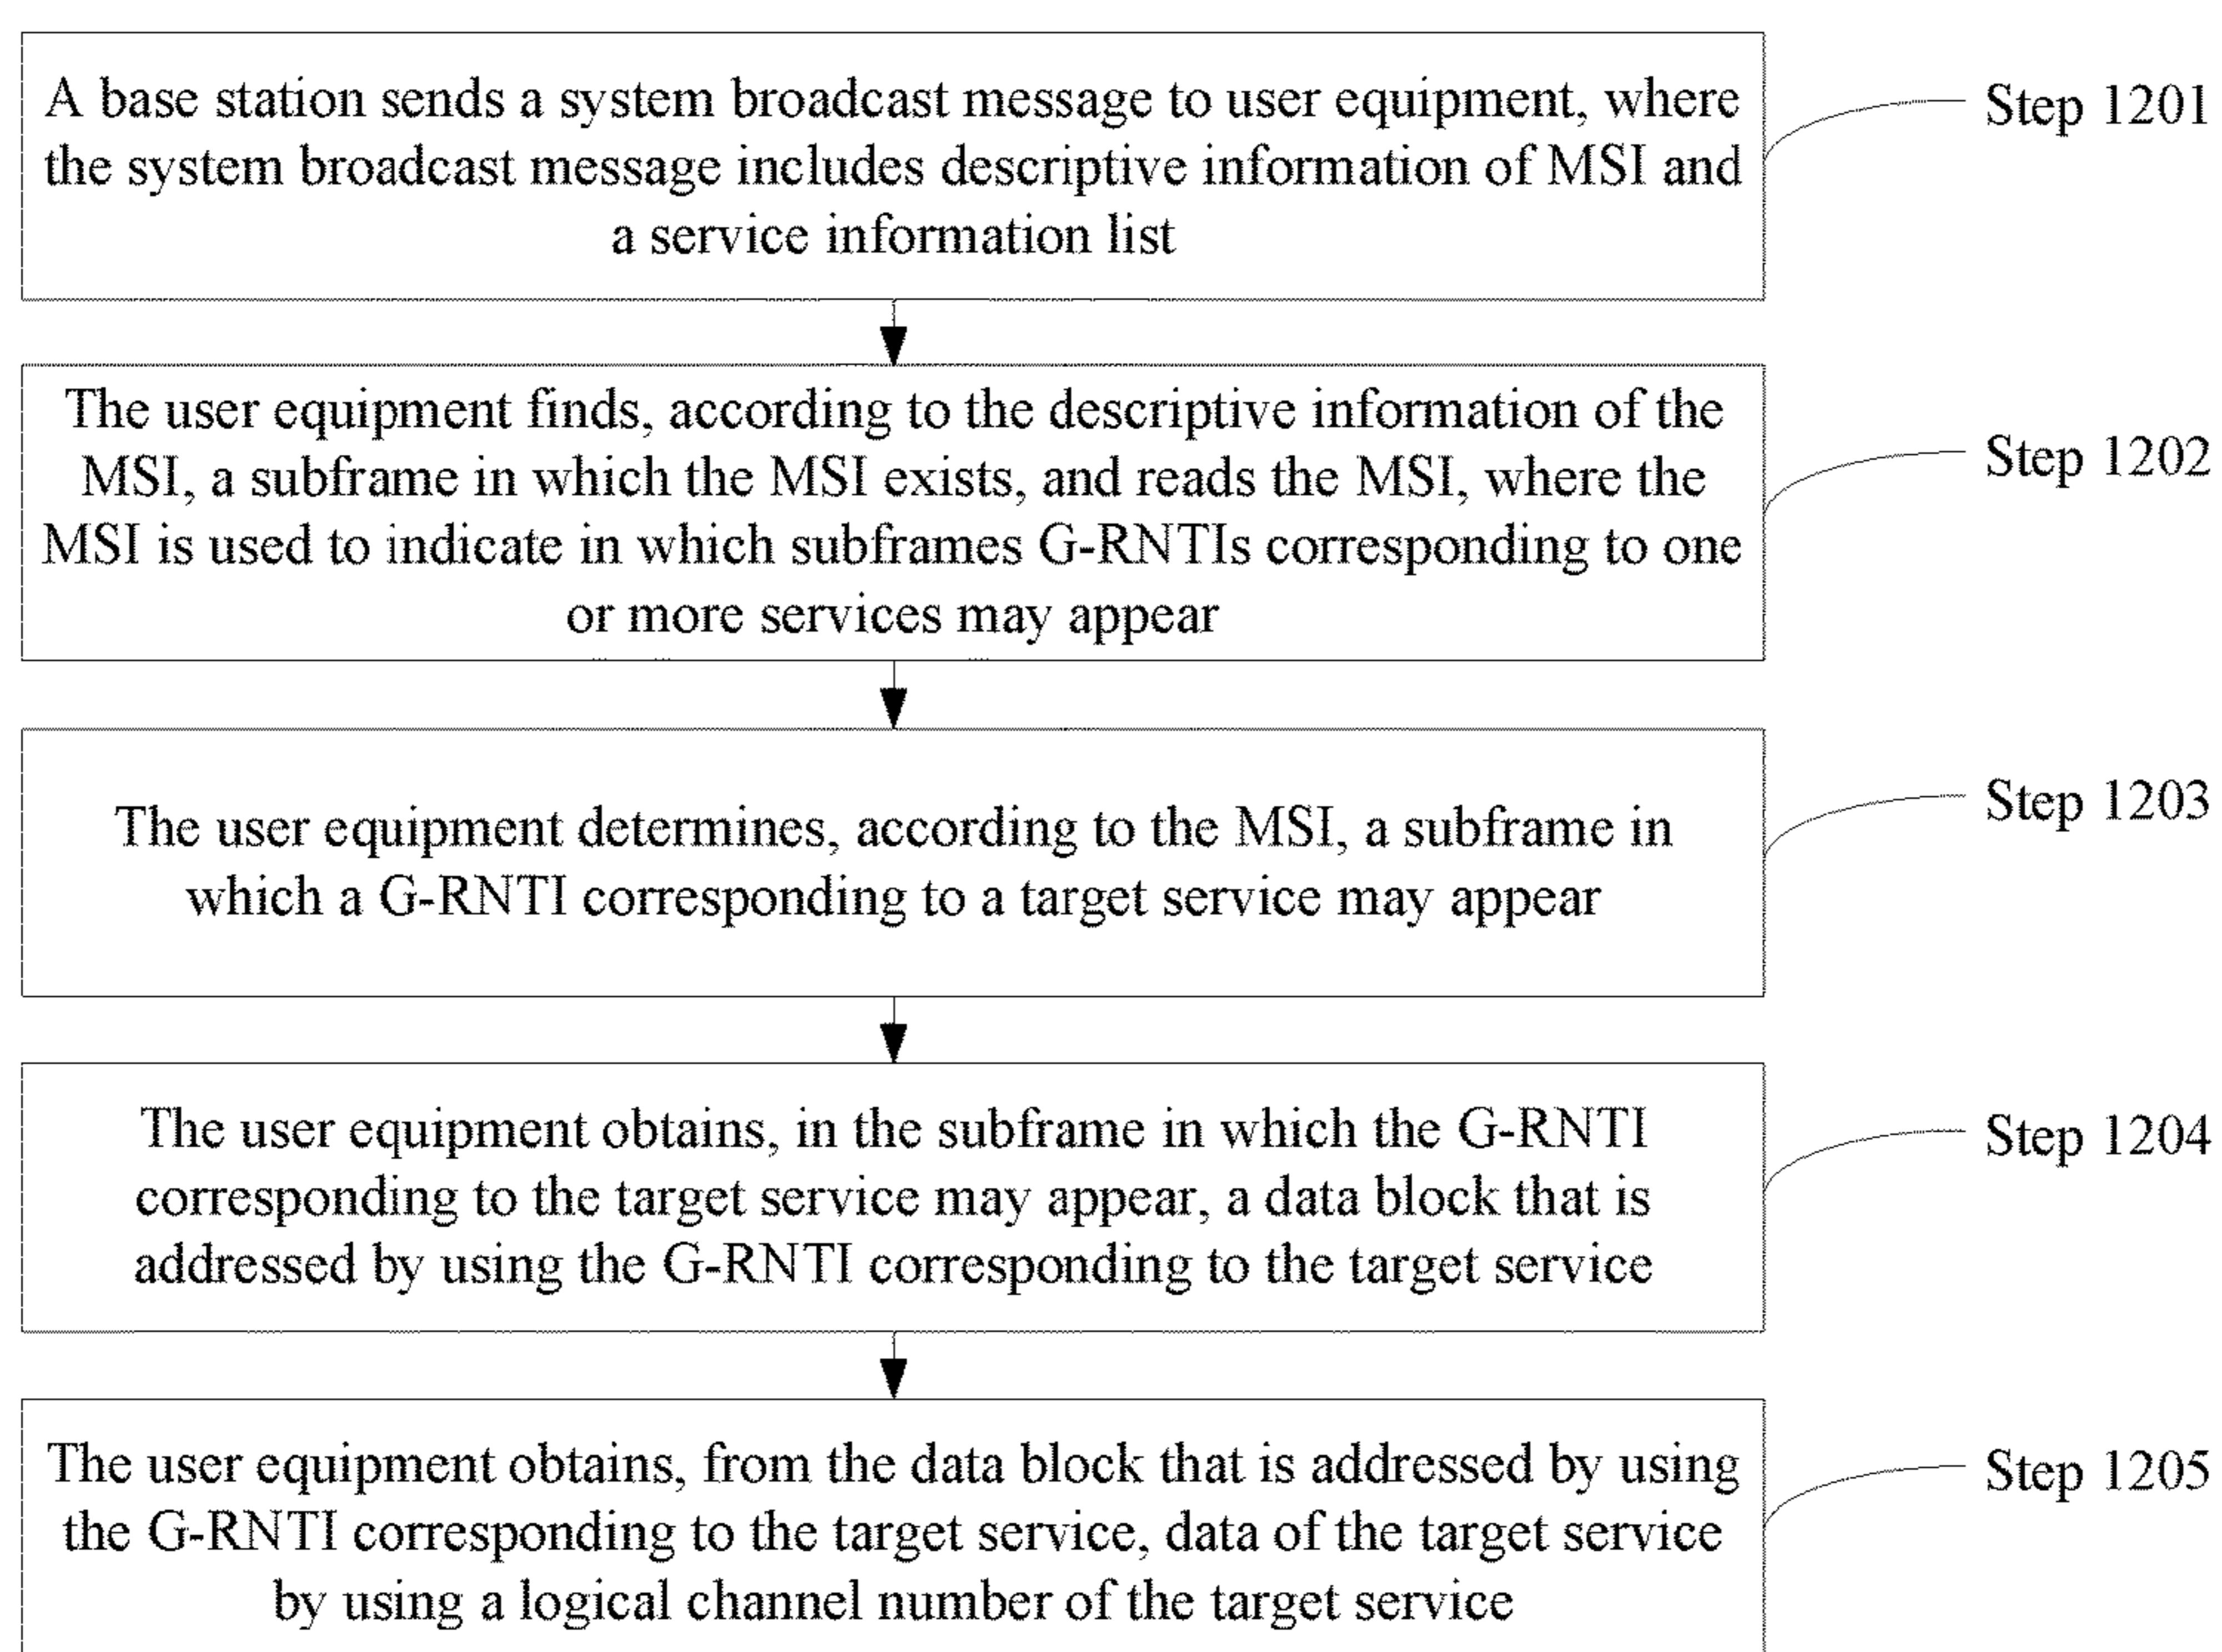 A base station sends a system broadcast message to user equipment, where
the system broadcast message includes descriptive information of MSI and
a service information list
Step 1201
The user equipment finds, according to the descriptive information of the
MSI, a subframe in which the MSI exists, and reads the MSI, where the
MSI is used to indicate in which subframes G-RNTIs corresponding to one
or more services may appear
Step 1202
The user equipment determines, according to the MSI, a subframe in
which a G-RNTI corresponding to a target service may appear
Step 1203
The user equipment obtains, in the subframe in which the G-RNTI
corresponding to the target service may appear, a data block that is
addressed by using the G-RNTI corresponding to the target service
Step 1204
The user equipment obtains, from the data block that is addressed by using
the G-RNTI corresponding to the target service, data of the target service
by using a logical channel number of the target service
Step 1205